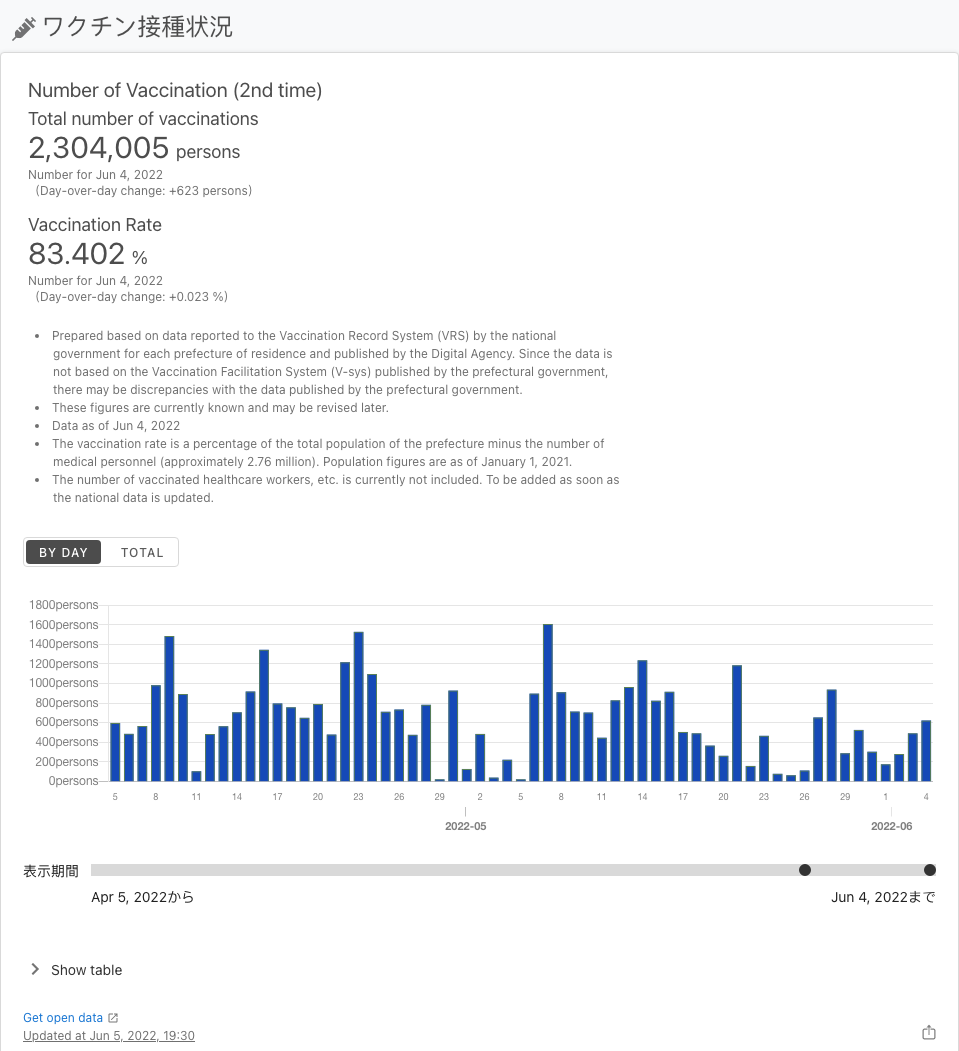 ワクチン接種状況
Number of Vaccination (2nd time)
Total number of vaccinations
2,304,005 persons
Number for Jun 4, 2022
(Day-over-day change: +623 persons)
Vaccination Rate
83.402 %
Number for Jun 4, 2022
(Day-over-day change: +0.023 %)
• Prepared based on data reported to the Vaccination Record System (VRS) by the national
government for each prefecture of residence and published by the Digital Agency. Since the data is
not based on the Vaccination Facilitation System (V-sys) published by the prefectural government,
there may be discrepancies with the data published by the prefectural government.
• These figures are currently known and may be revised later.
• Data as of Jun 4, 2022
• The vaccination rate is a percentage of the total population of the prefecture minus the number of
medical personnel (approximately 2.76 million). Population figures are as of January 1, 2021.
• The number of vaccinated healthcare workers, etc. is currently not included. To be added as soon as
the national data is updated.
BY DAY TOTAL
1800persons
1600persons
1400persons
1200persons
1000persons
800persons
600persons
400persons
200persons
0persons
5 8 11 14 17 20 23 26 29 2 5 8 11 14 17 20 23 26 29 1 4
2022-05 2022-06
表示期間
Apr 5, 2022から Jun 4, 2022まで
Show table
Get open data
Updated at Jun 5, 2022, 19:30